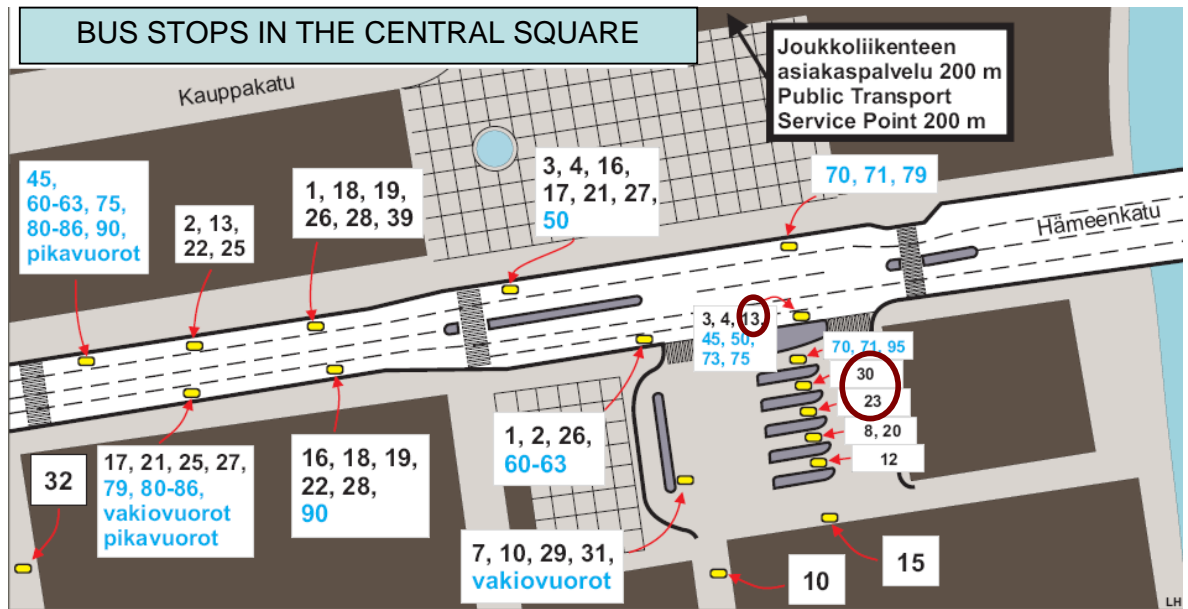 BUS STOPS IN THE CENTRAL SQUARE
Joukkoliikenteen
asiakaspalvelu 200 m
Public Transport
Service Point 200 m
Kauppakatu
45,
60-63, 75,
80-86, 90,
pikavuorot
2, 13,
22, 25
1, 18, 19,
26, 28, 39
3, 4, 16,
17, 21, 27,
50
70, 71, 79
Hämeenkatu
3, 4, 13,
45, 50,
73, 75
70, 71, 95
30
23
8, 20
12
32
17, 21, 25, 27,
79, 80-86,
vakiovuorot
pikavuorot
16, 18, 19,
22, 28,
90
1, 2, 26,
60-63
7, 10, 29, 31,
vakiovuorot
10
15
LH